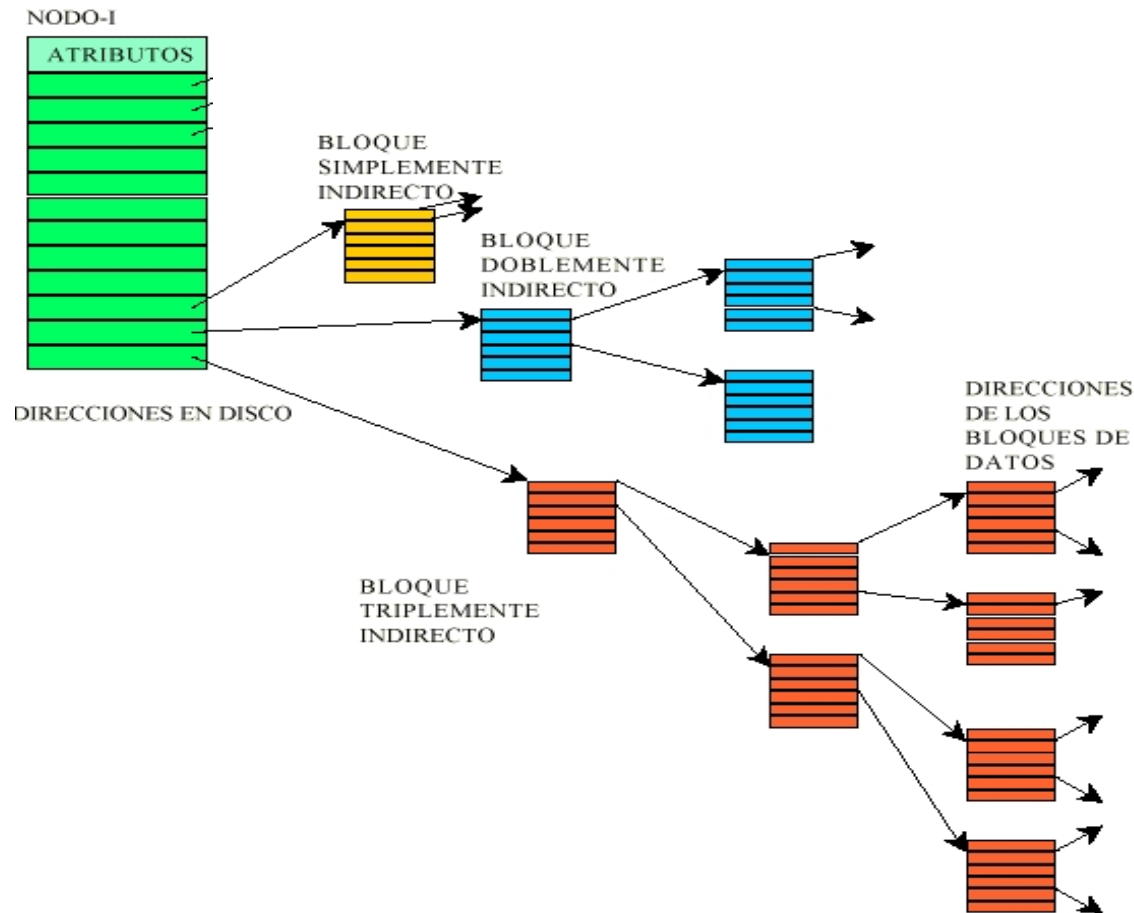 NODO-I
ATRIBUTOS
BLOQUE
SIMPLEMENTE
INDIRECTO
BLOQUE
DOBLEMENTE
INDIRECTO
DIRECCIONES EN DISCO
DIRECCIONES
DE LOS
BLOQUES DE
DATOS
BLOQUE
TRIPLEMENTE
INDIRECTO